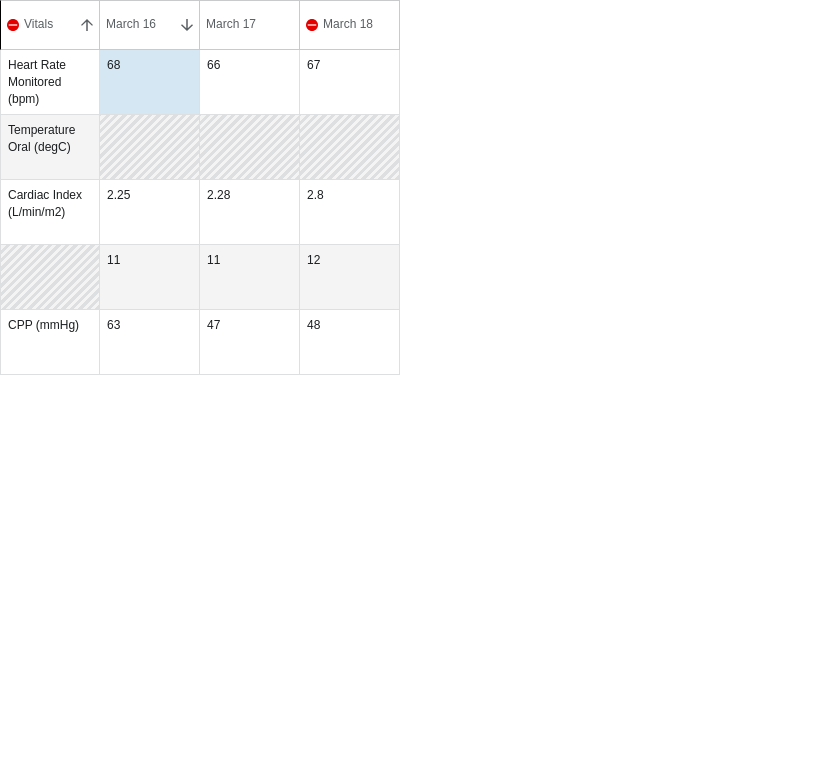 Vitals March 16 March 17 March 18
Heart Rate
Monitored
(bpm)
68 66 67
Temperature
Oral (degC)
Cardiac Index
(L/min/m2)
2.25 2.28 2.8
11 11 12
CPP (mmHg) 63 47 48